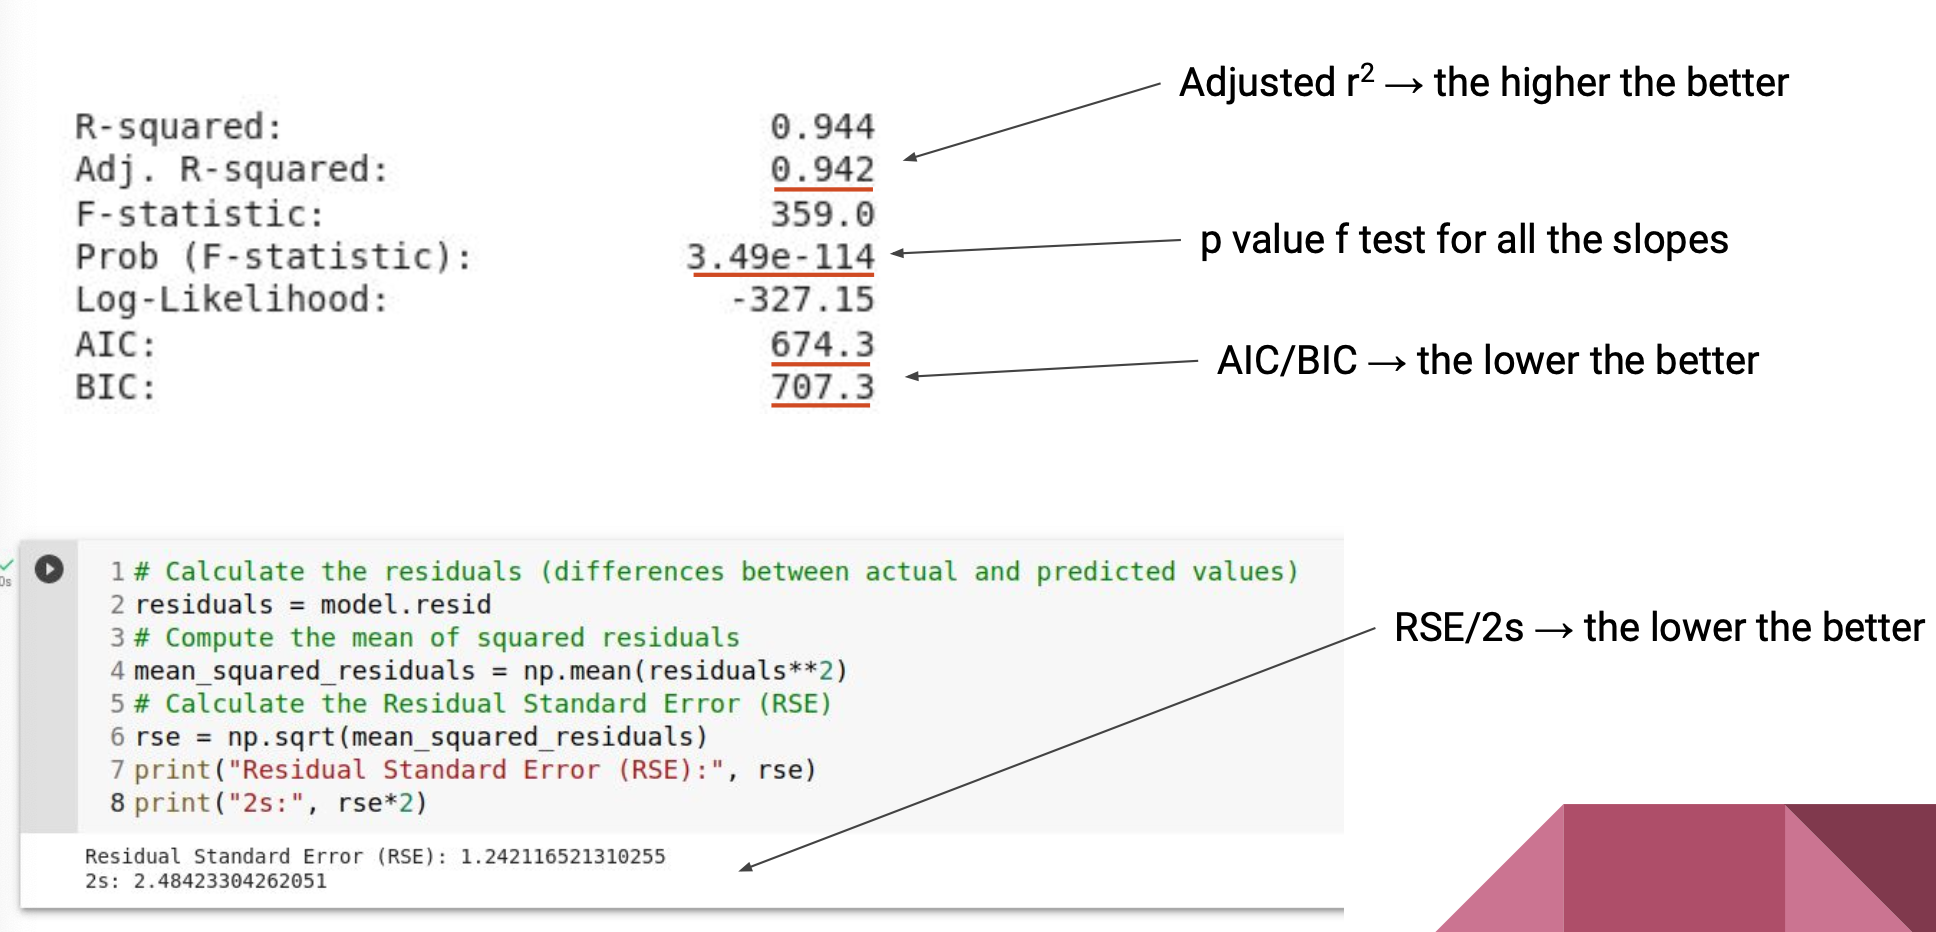 Adjusted r² → the higher the better
R-squared: 0.944
Adj. R-squared: 0.942
F-statistic: 359.0
Prob (F-statistic): 3.49e-114
p value f test for all the slopes
Log-Likelihood: -327.15
AIC: 674.3
BIC: 707.3
AIC/BIC → the lower the better
0s
1 # Calculate the residuals (differences between actual and predicted values)
2 residuals = model.resid
3 # Compute the mean of squared residuals
4 mean_squared_residuals = np.mean(residuals**2)
5 # Calculate the Residual Standard Error (RSE)
6 rse = np.sqrt(mean_squared_residuals)
7 print("Residual Standard Error (RSE):", rse)
8 print("2s:", rse*2)
RSE/2s → the lower the better
Residual Standard Error (RSE): 1.242116521310255
2s: 2.48423304262051